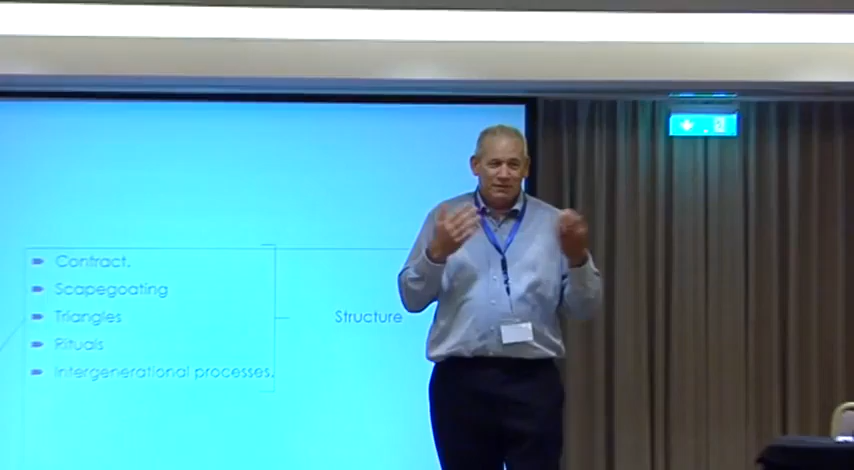 Contract.
Scapegoating
Triangles
Rituals
Intergenerational processes.
Structure